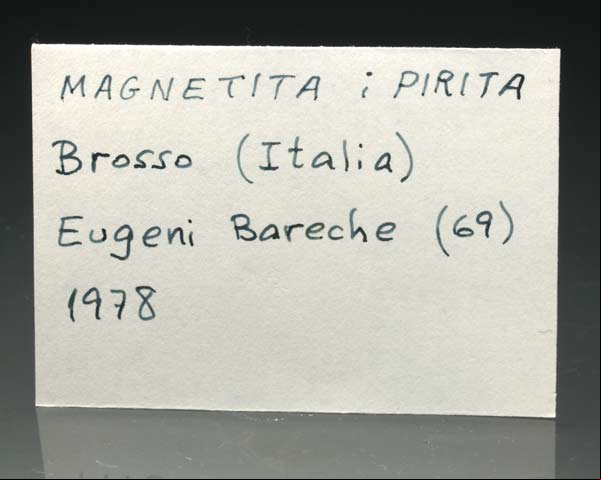 MAGNETITA i PIRITA
Brosso (Italia)
Eugeni Bareche (69)
1978